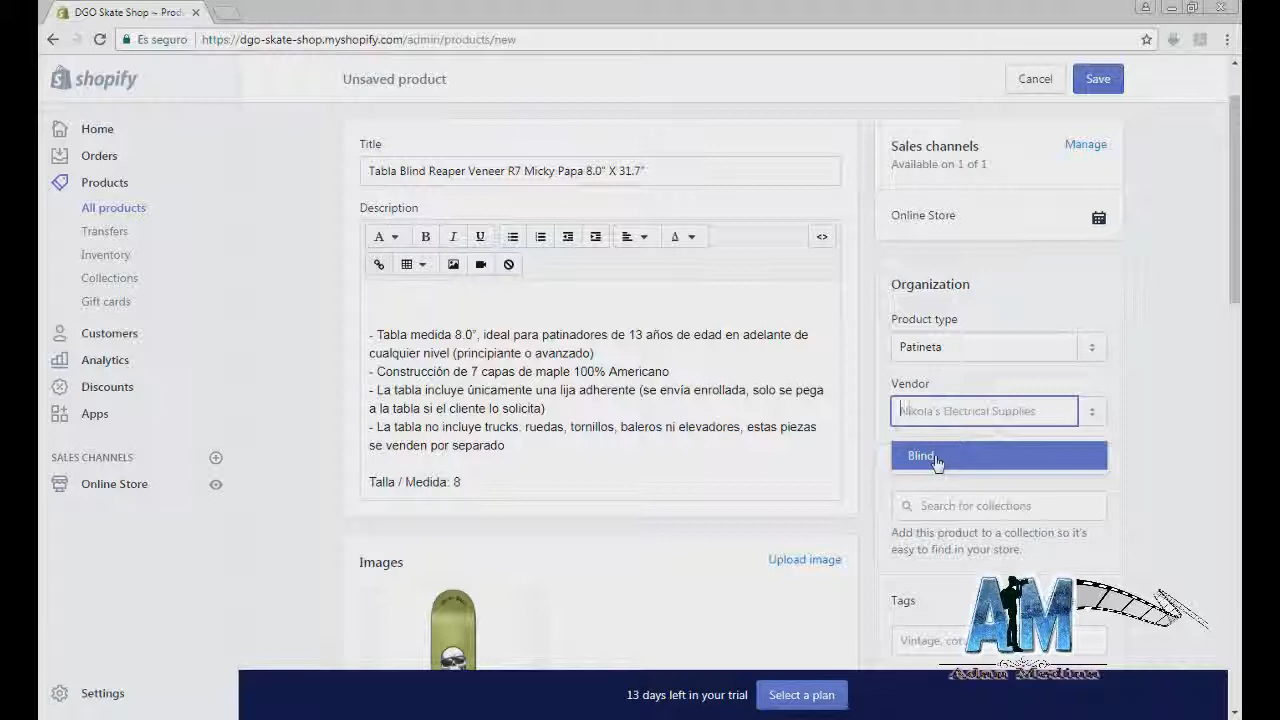 DGO Skate Shop ~ Prod
Es seguro
https://dgo-skate-shop.myshopify.com/admin/products/new
shopify
Unsaved product
Cancel
Save
Home
Orders
Products
All products
Transfers
Inventory
Collections
Gift cards
Customers
Analytics
Discounts
Apps
SALES CHANNELS
Online Store
Settings
Title
Tabla Blind Reaper Veneer R7 Micky Papa 8.0" X 31.7"
Description
A B I U A <>
- Tabla medida 8.0", ideal para patinadores de 13 años de edad en adelante de
cualquier nivel (principiante o avanzado)
- Construcción de 7 capas de maple 100% Americano
- La tabla incluye únicamente una lija adherente (se envía enrollada, solo se pega
a la tabla si el cliente lo solicita)
- La tabla no incluye trucks. ruedas, tornillos, baleros ni elevadores, estas piezas
se venden por separado
Talla / Medida: 8
Images
Upload image
Sales channels
Manage
Available on 1 of 1
Online Store
Organization
Product type
Patineta
Vendor
Nikola's Electrical Supplies
Blind
Search for collections
Add this product to a collection so it's
easy to find in your store.
Tags
Vintage, cot
AM
Adan Medina
13 days left in your trial
Select a plan